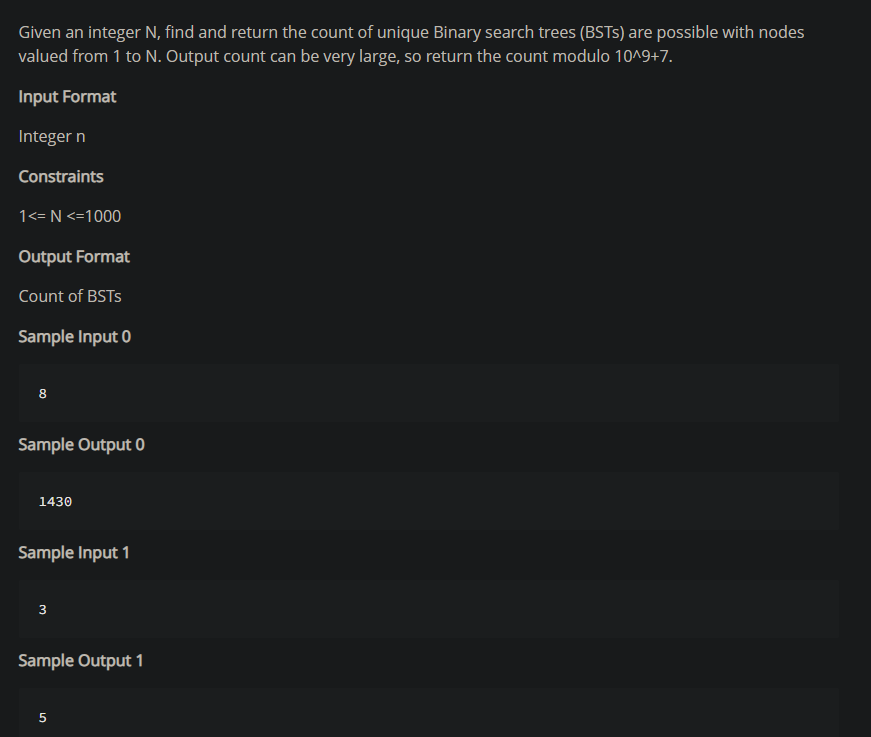 Given an integer N, find and return the count of unique Binary search trees (BSTs) are possible with nodes
valued from 1 to N. Output count can be very large, so return the count modulo 10^9+7.
Input Format
Integer n
Constraints
1<= N <=1000
Output Format
Count of BSTs
Sample Input 0
8
Sample Output 0
1430
Sample Input 1
3
Sample Output 1
5